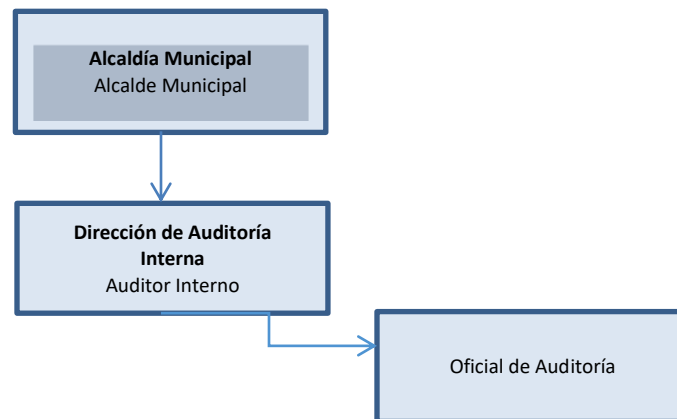 Alcaldía Municipal
Alcalde Municipal
Dirección de Auditoría
Interna
Auditor Interno
Oficial de Auditoría